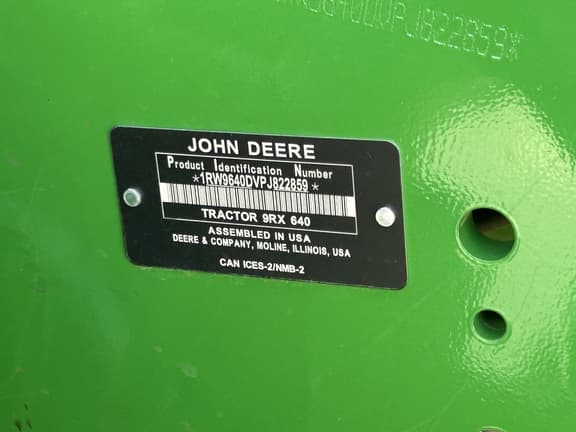 640DVPJ822859*
JOHN DEERE
Product Identification Number
*1RW9640DVPJ822859*
TRACTOR 9RX 640
ASSEMBLED IN USA
DEERE & COMPANY, MOLINE, ILLINOIS, USA
CAN ICES-2/NMB-2